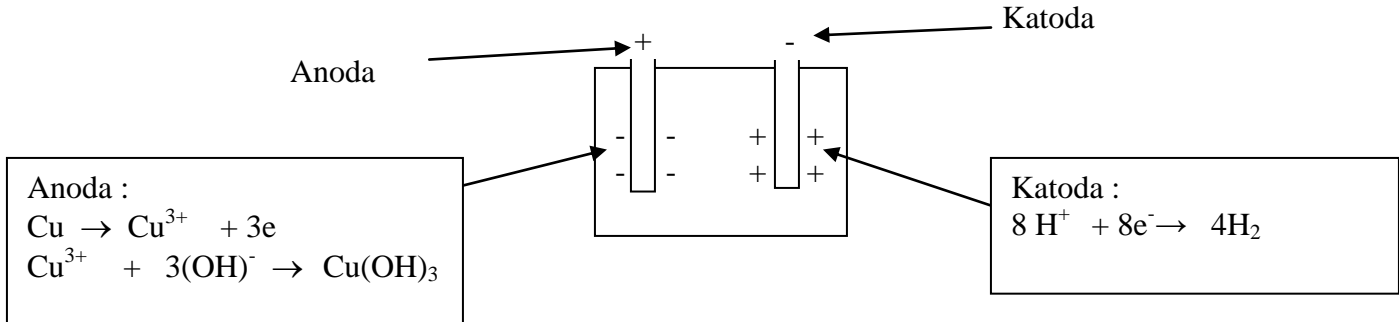 Katoda
+ -
Anoda
- - + +
- - + +
Anoda :
Cu → Cu³⁺ + 3e
Cu³⁺ + 3(OH)⁻ → Cu(OH)₃
Katoda :
8 H⁺ + 8e⁻→ 4H₂